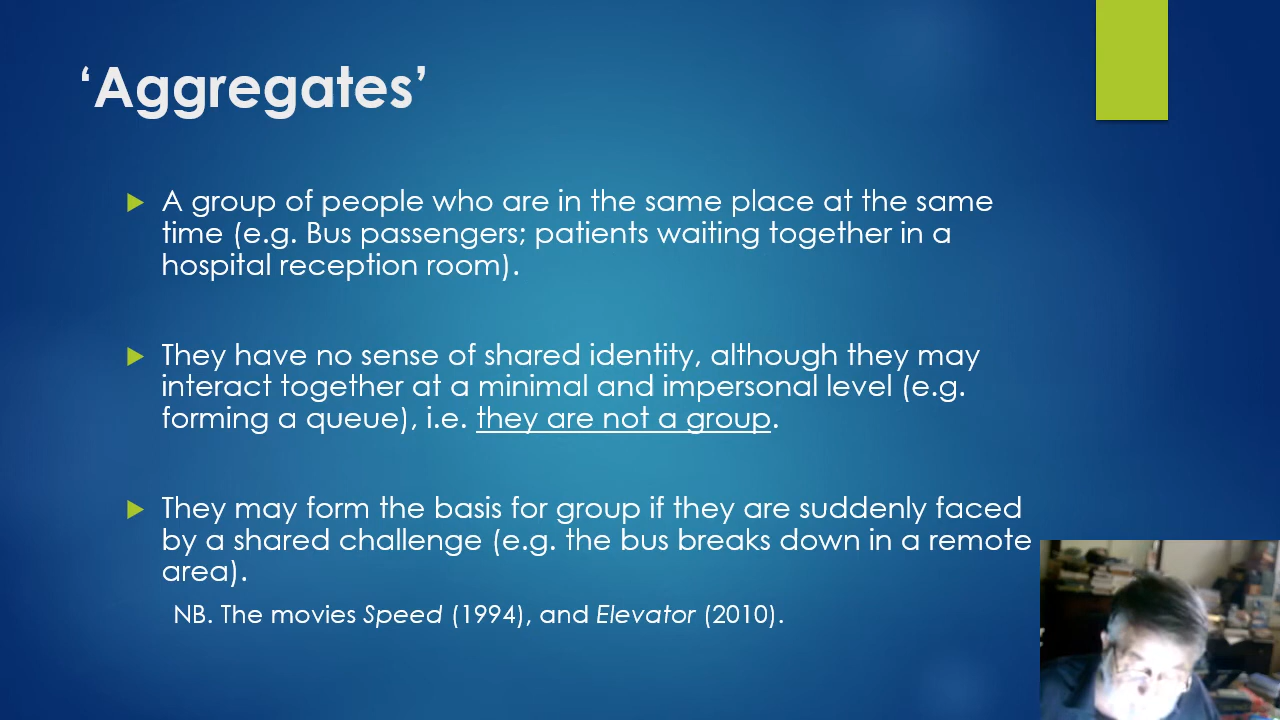 ‘Aggregates’
A group of people who are in the same place at the same
time (e.g. Bus passengers; patients waiting together in a
hospital reception room).
They have no sense of shared identity, although they may
interact together at a minimal and impersonal level (e.g.
forming a queue), i.e. they are not a group.
They may form the basis for group if they are suddenly faced
by a shared challenge (e.g. the bus breaks down in a remote
area).
NB. The movies Speed (1994), and Elevator (2010).